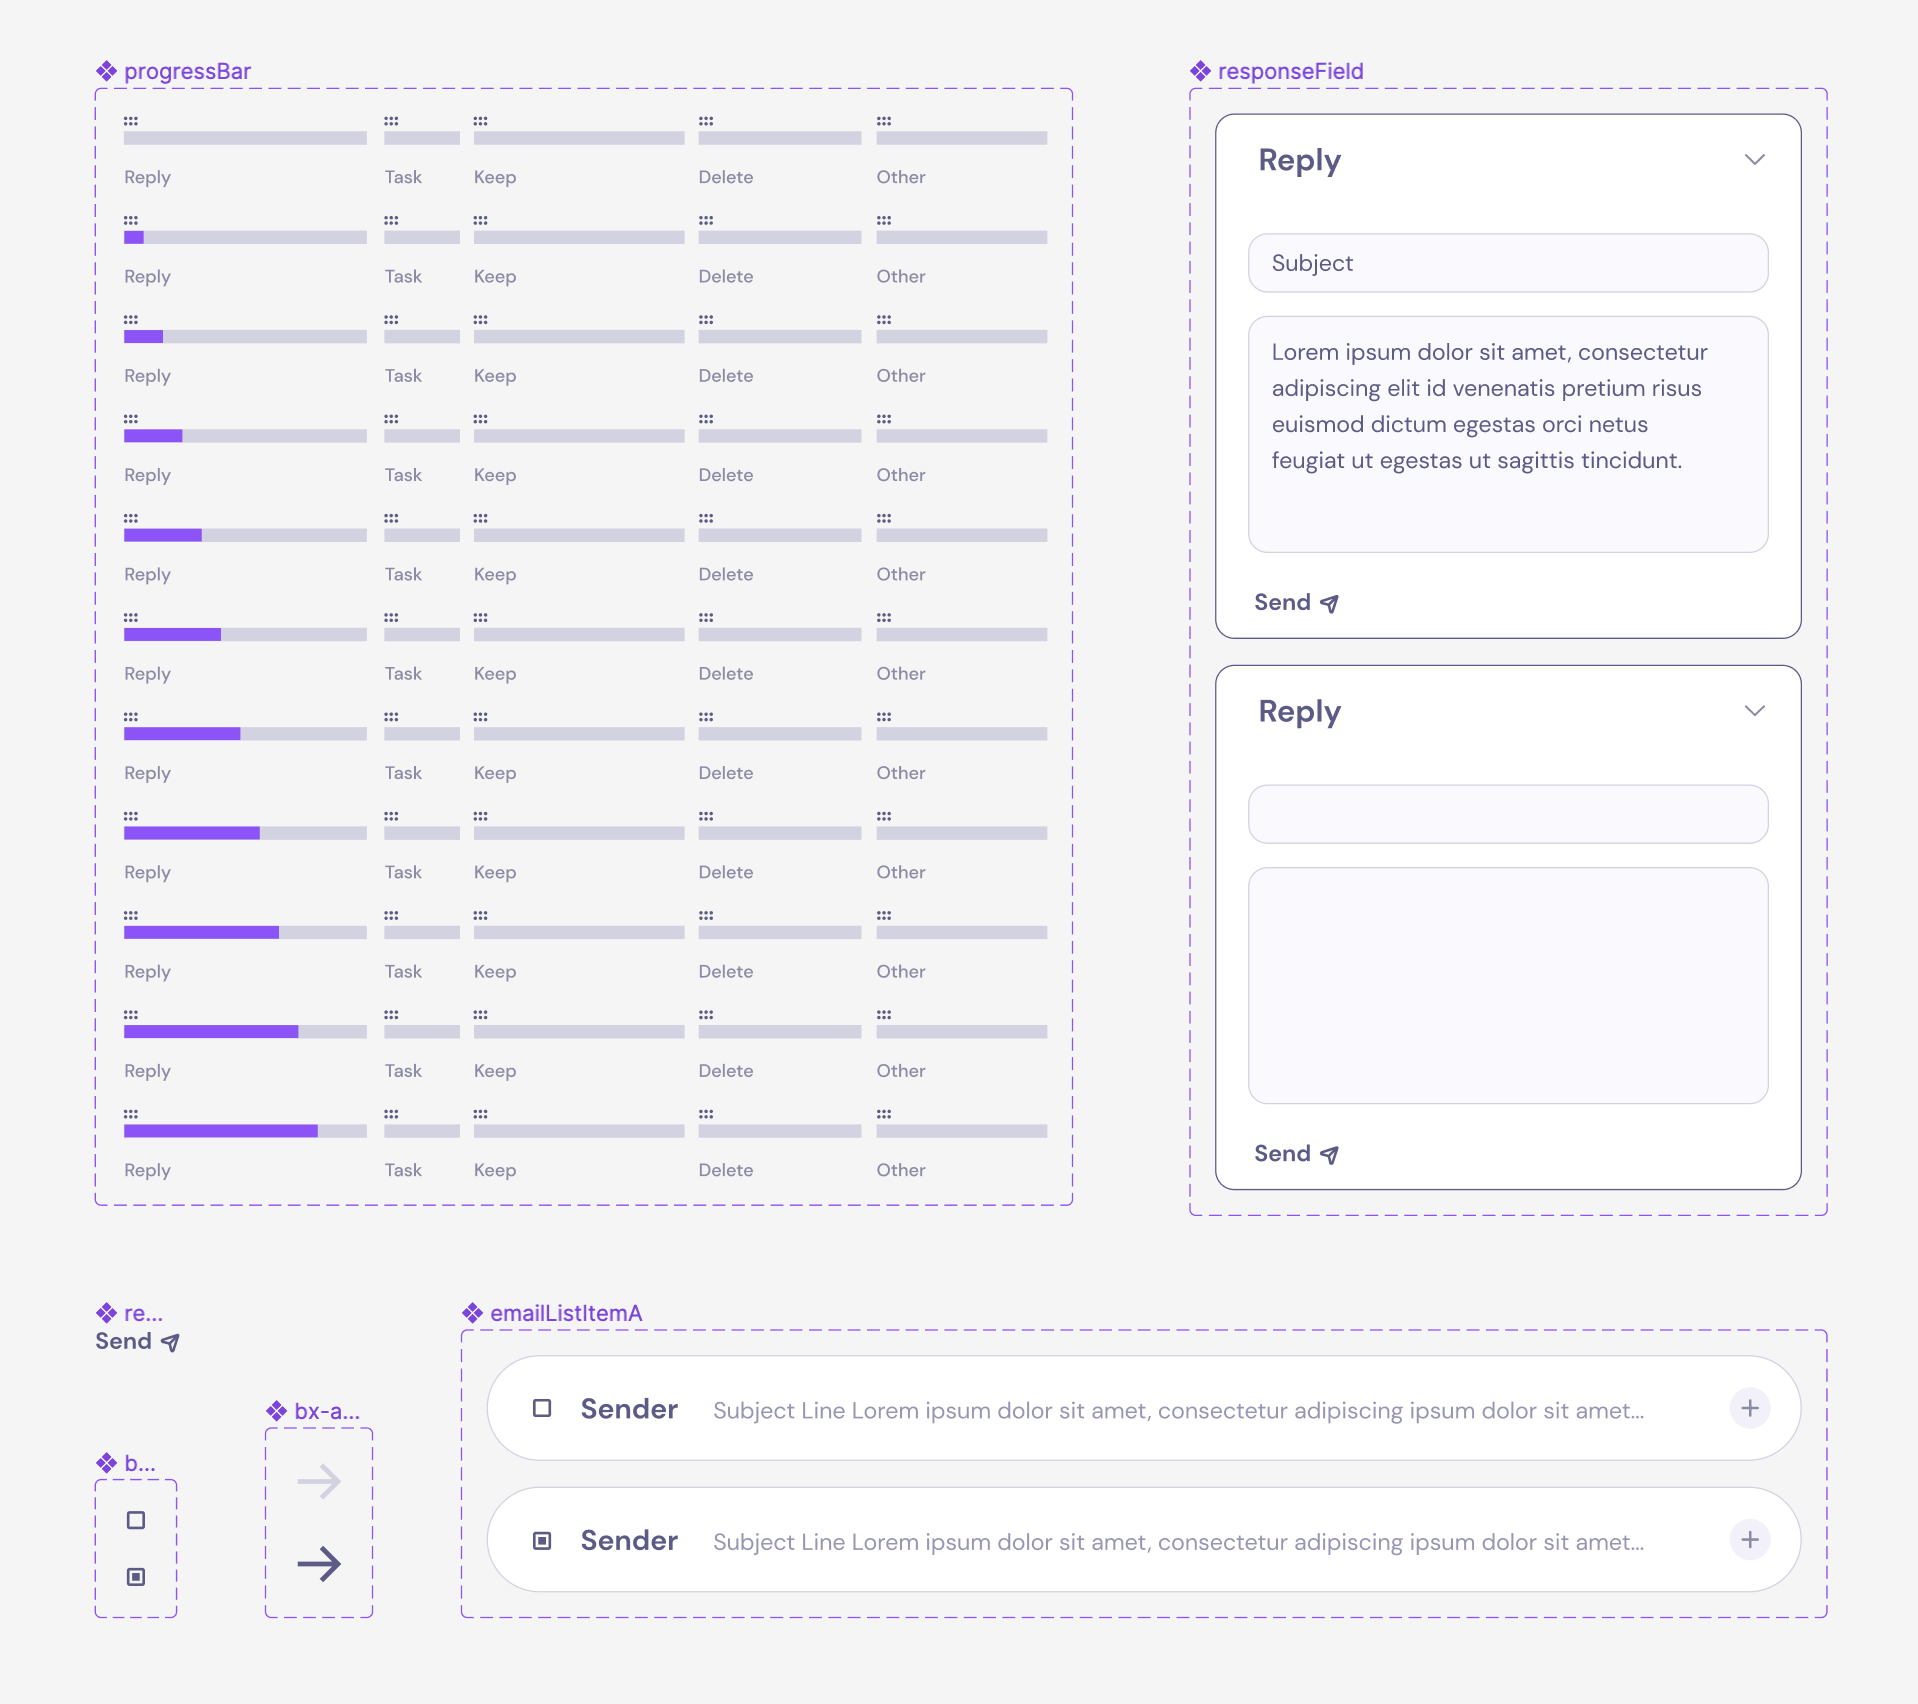 progressBar
Reply Task Keep Delete Other
Reply Task Keep Delete Other
Reply Task Keep Delete Other
Reply Task Keep Delete Other
Reply Task Keep Delete Other
Reply Task Keep Delete Other
Reply Task Keep Delete Other
Reply Task Keep Delete Other
Reply Task Keep Delete Other
Reply Task Keep Delete Other
Reply Task Keep Delete Other
responseField
Reply
Subject
Lorem ipsum dolor sit amet, consectetur
adipiscing elit id venenatis pretium risus
euismod dictum egestas orci netus
feugiat ut egestas ut sagittis tincidunt.
Send
Reply
Send
re...
Send
b...
bx-a...
emailListItemA
Sender Subject Line Lorem ipsum dolor sit amet, consectetur adipiscing ipsum dolor sit amet...
Sender Subject Line Lorem ipsum dolor sit amet, consectetur adipiscing ipsum dolor sit amet...